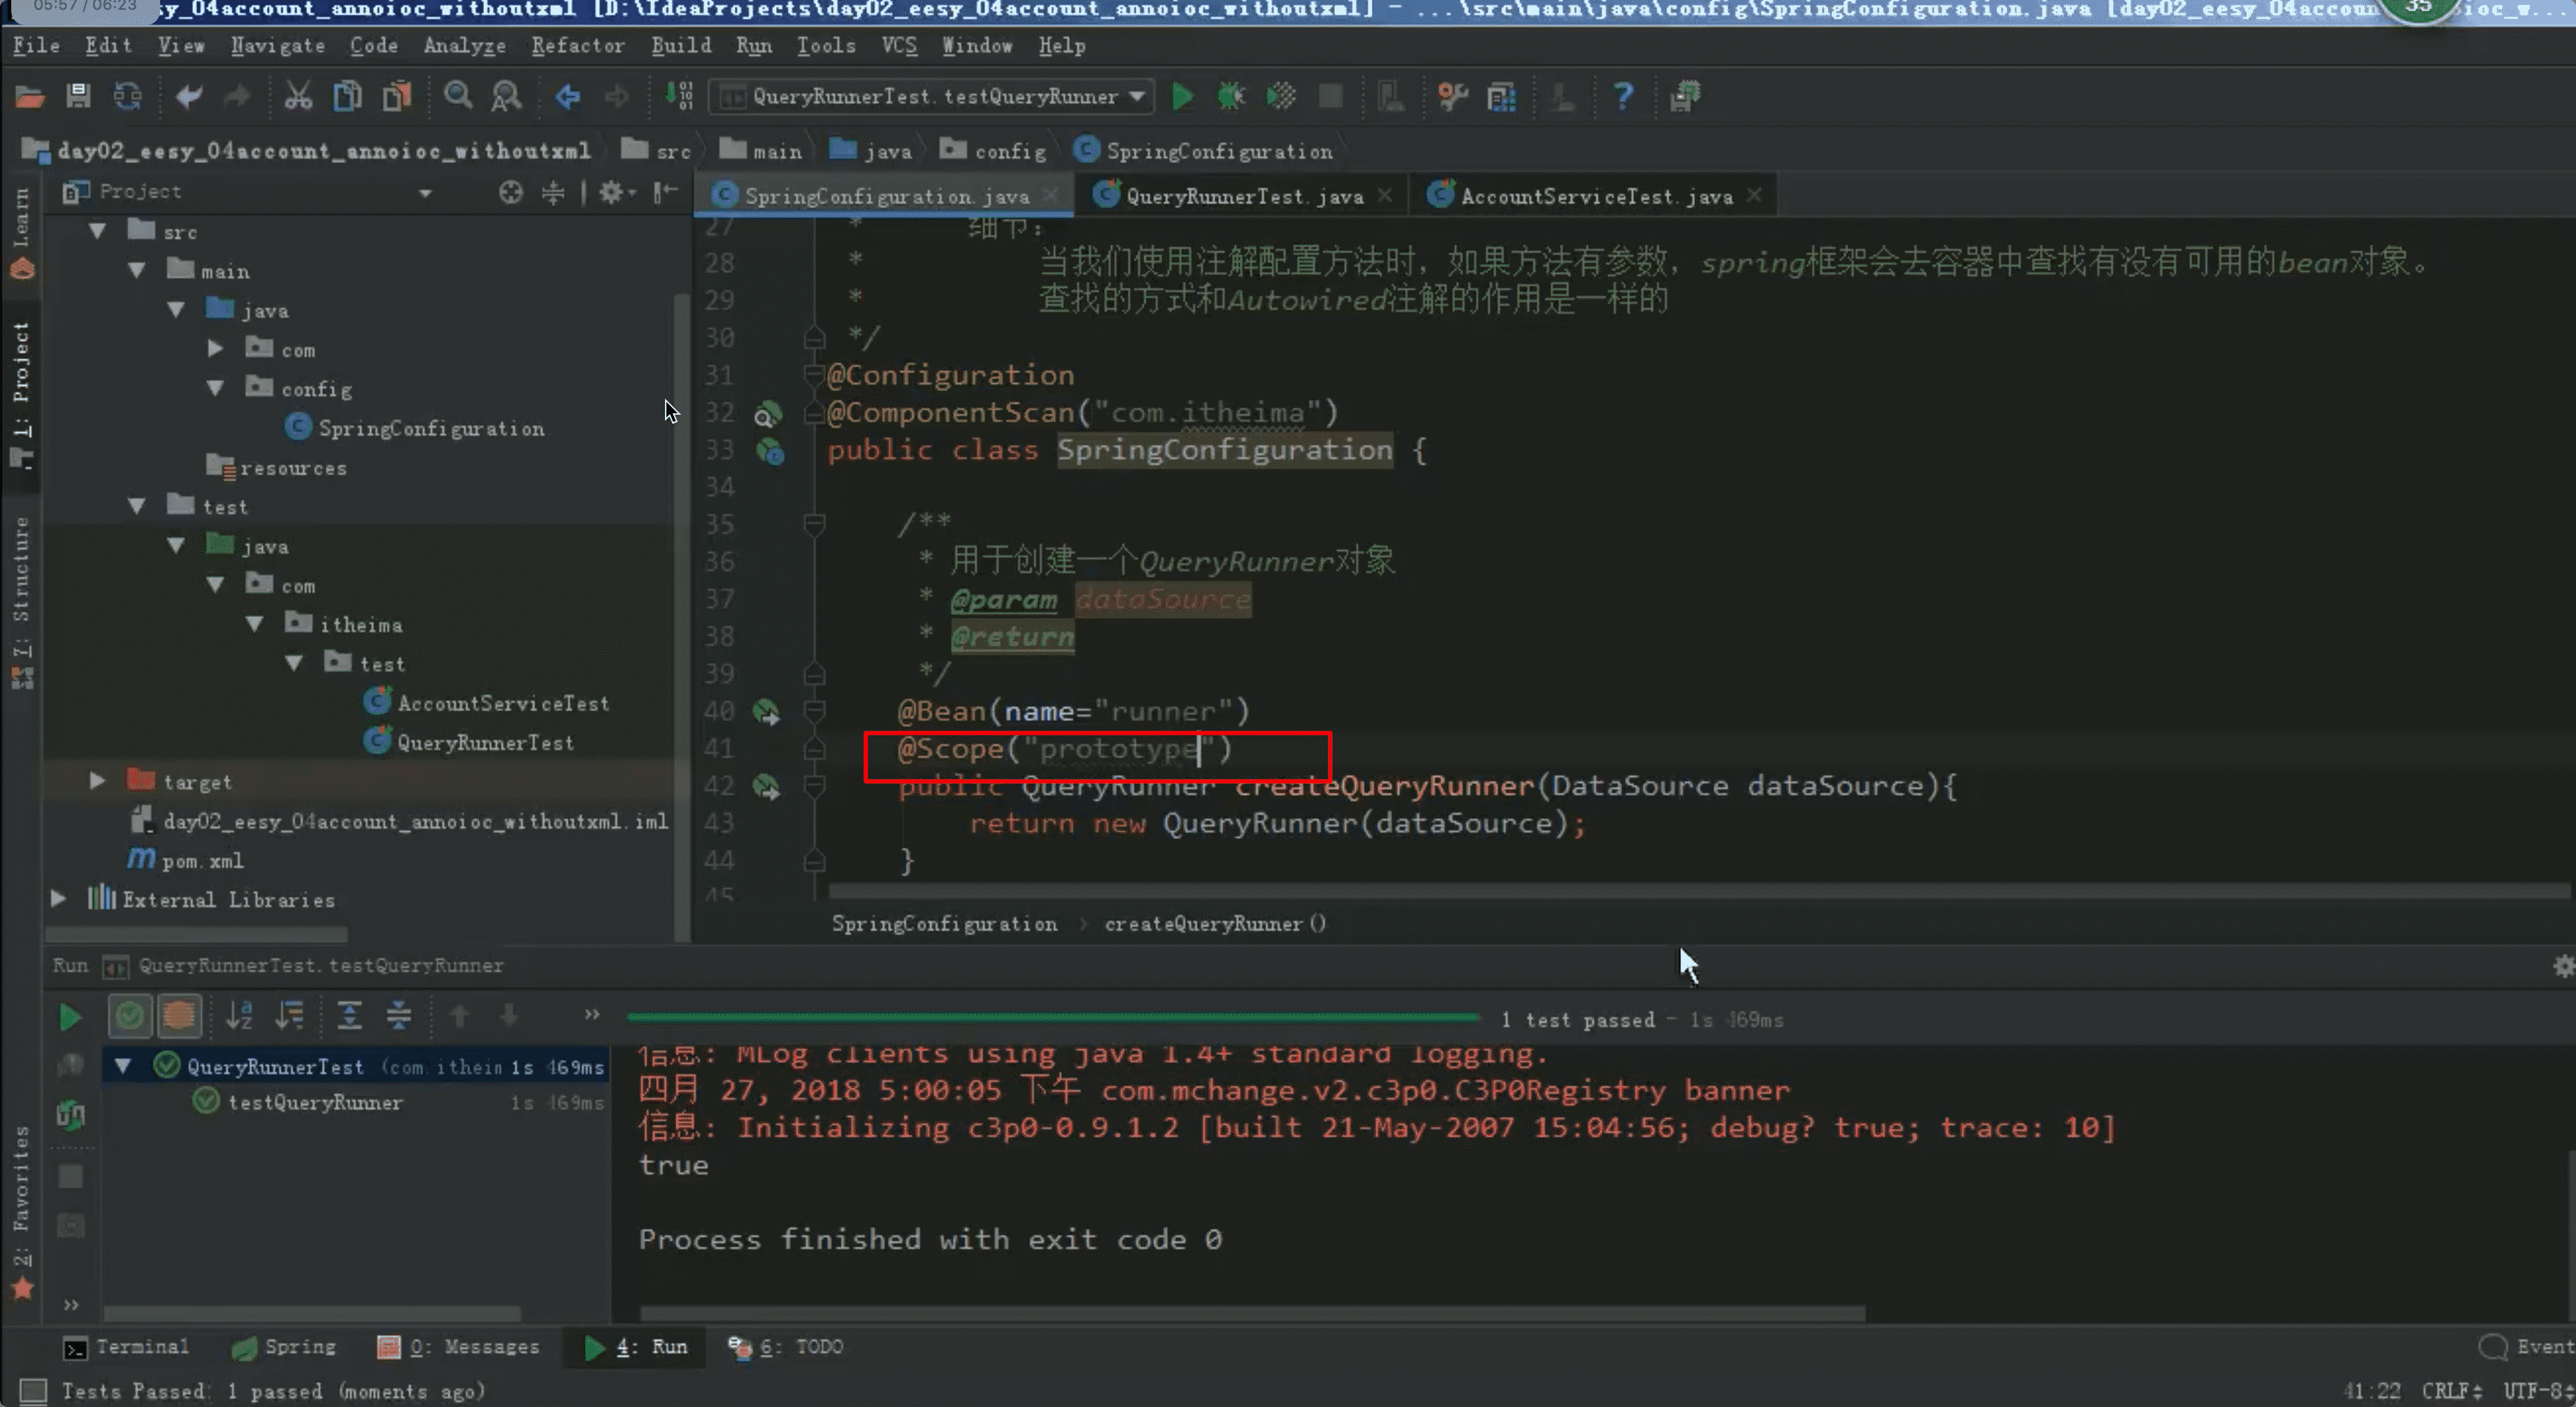 05:57 / 06:23
sy_04account_annoioc_withoutxml [D:\IdeaProjects\day02_eesy_04account_annoioc_withoutxml] - ...\src\main\java\config\SpringConfiguration.java [day02_eesy_04accoun ioc_w...
35
File Edit View Navigate Code Analyze Refactor Build Run Tools VCS Window Help
QueryRunnerTest.testQueryRunner
day02_eesy_04account_annoioc_withoutxml src main java config SpringConfiguration
Learn
1: Project
7: Structure
2: Favorites
Project
src
main
java
com
config
SpringConfiguration
resources
test
java
com
itheima
test
AccountServiceTest
QueryRunnerTest
target
day02_eesy_04account_annoioc_withoutxml.iml
pom.xml
External Libraries
SpringConfiguration.java QueryRunnerTest.java AccountServiceTest.java
27 * 细节：
28 * 当我们使用注解配置方法时，如果方法有参数，spring框架会去容器中查找有没有可用的bean对象。
29 * 查找的方式和Autowired注解的作用是一样的
30 */
31 @Configuration
32 @ComponentScan("com.itheima")
33 public class SpringConfiguration {
34
35 /**
36 * 用于创建一个QueryRunner对象
37 * @param dataSource
38 * @return
39 */
40 @Bean(name="runner")
41 @Scope("prototype")
42 public QueryRunner createQueryRunner(DataSource dataSource){
43 return new QueryRunner(dataSource);
44 }
45
SpringConfiguration › createQueryRunner()
Run QueryRunnerTest.testQueryRunner
1 test passed - 1s 469ms
QueryRunnerTest (com.ithein 1s 469ms
testQueryRunner 1s 469ms
信息: MLog clients using java 1.4+ standard logging.
四月 27, 2018 5:00:05 下午 com.mchange.v2.c3p0.C3P0Registry banner
信息: Initializing c3p0-0.9.1.2 [built 21-May-2007 15:04:56; debug? true; trace: 10]
true
Process finished with exit code 0
Terminal Spring 0: Messages 4: Run 6: TODO Event
Tests Passed: 1 passed (moments ago) 41:22 CRLF UTF-8